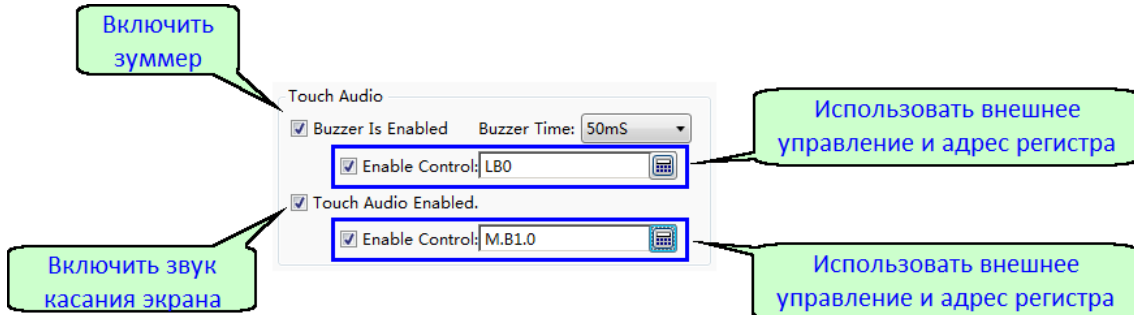 Включить
зуммер
Touch Audio
Buzzer Is Enabled Buzzer Time: 50mS
Enable Control: LB0
Использовать внешнее
управление и адрес регистра
Touch Audio Enabled.
Enable Control: M.B1.0
Включить звук
касания экрана
Использовать внешнее
управление и адрес регистра